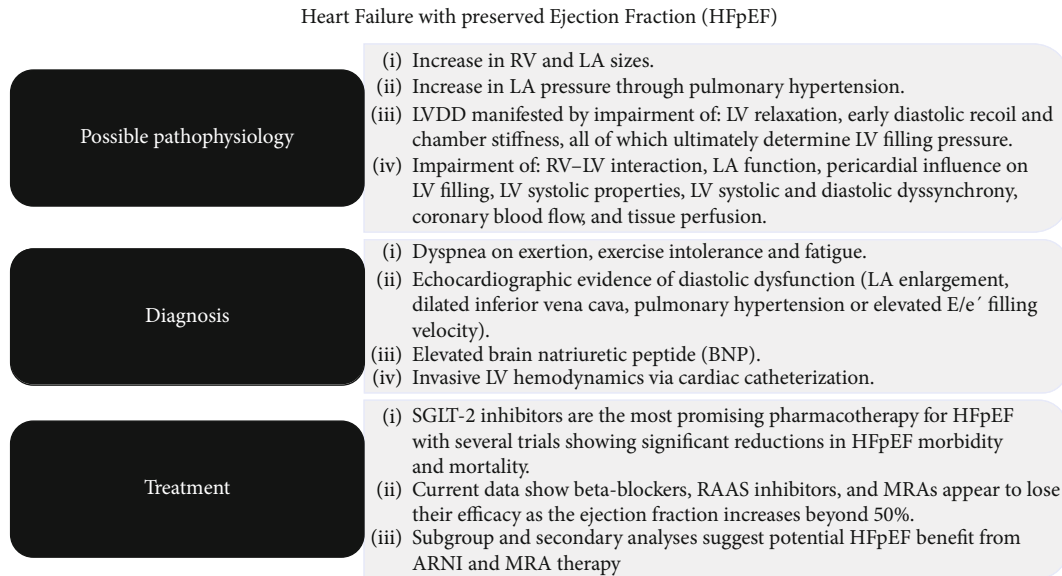 Heart Failure with preserved Ejection Fraction (HFpEF)
Possible pathophysiology
(i) Increase in RV and LA sizes.
(ii) Increase in LA pressure through pulmonary hypertension.
(iii) LVDD manifested by impairment of: LV relaxation, early diastolic recoil and
chamber stiffness, all of which ultimately determine LV filling pressure.
(iv) Impairment of: RV–LV interaction, LA function, pericardial influence on
LV filling, LV systolic properties, LV systolic and diastolic dyssynchrony,
coronary blood flow, and tissue perfusion.
Diagnosis
(i) Dyspnea on exertion, exercise intolerance and fatigue.
(ii) Echocardiographic evidence of diastolic dysfunction (LA enlargement,
dilated inferior vena cava, pulmonary hypertension or elevated E/e´ filling
velocity).
(iii) Elevated brain natriuretic peptide (BNP).
(iv) Invasive LV hemodynamics via cardiac catheterization.
Treatment
(i) SGLT-2 inhibitors are the most promising pharmacotherapy for HFpEF
with several trials showing significant reductions in HFpEF morbidity
and mortality.
(ii) Current data show beta-blockers, RAAS inhibitors, and MRAs appear to lose
their efficacy as the ejection fraction increases beyond 50%.
(iii) Subgroup and secondary analyses suggest potential HFpEF benefit from
ARNI and MRA therapy